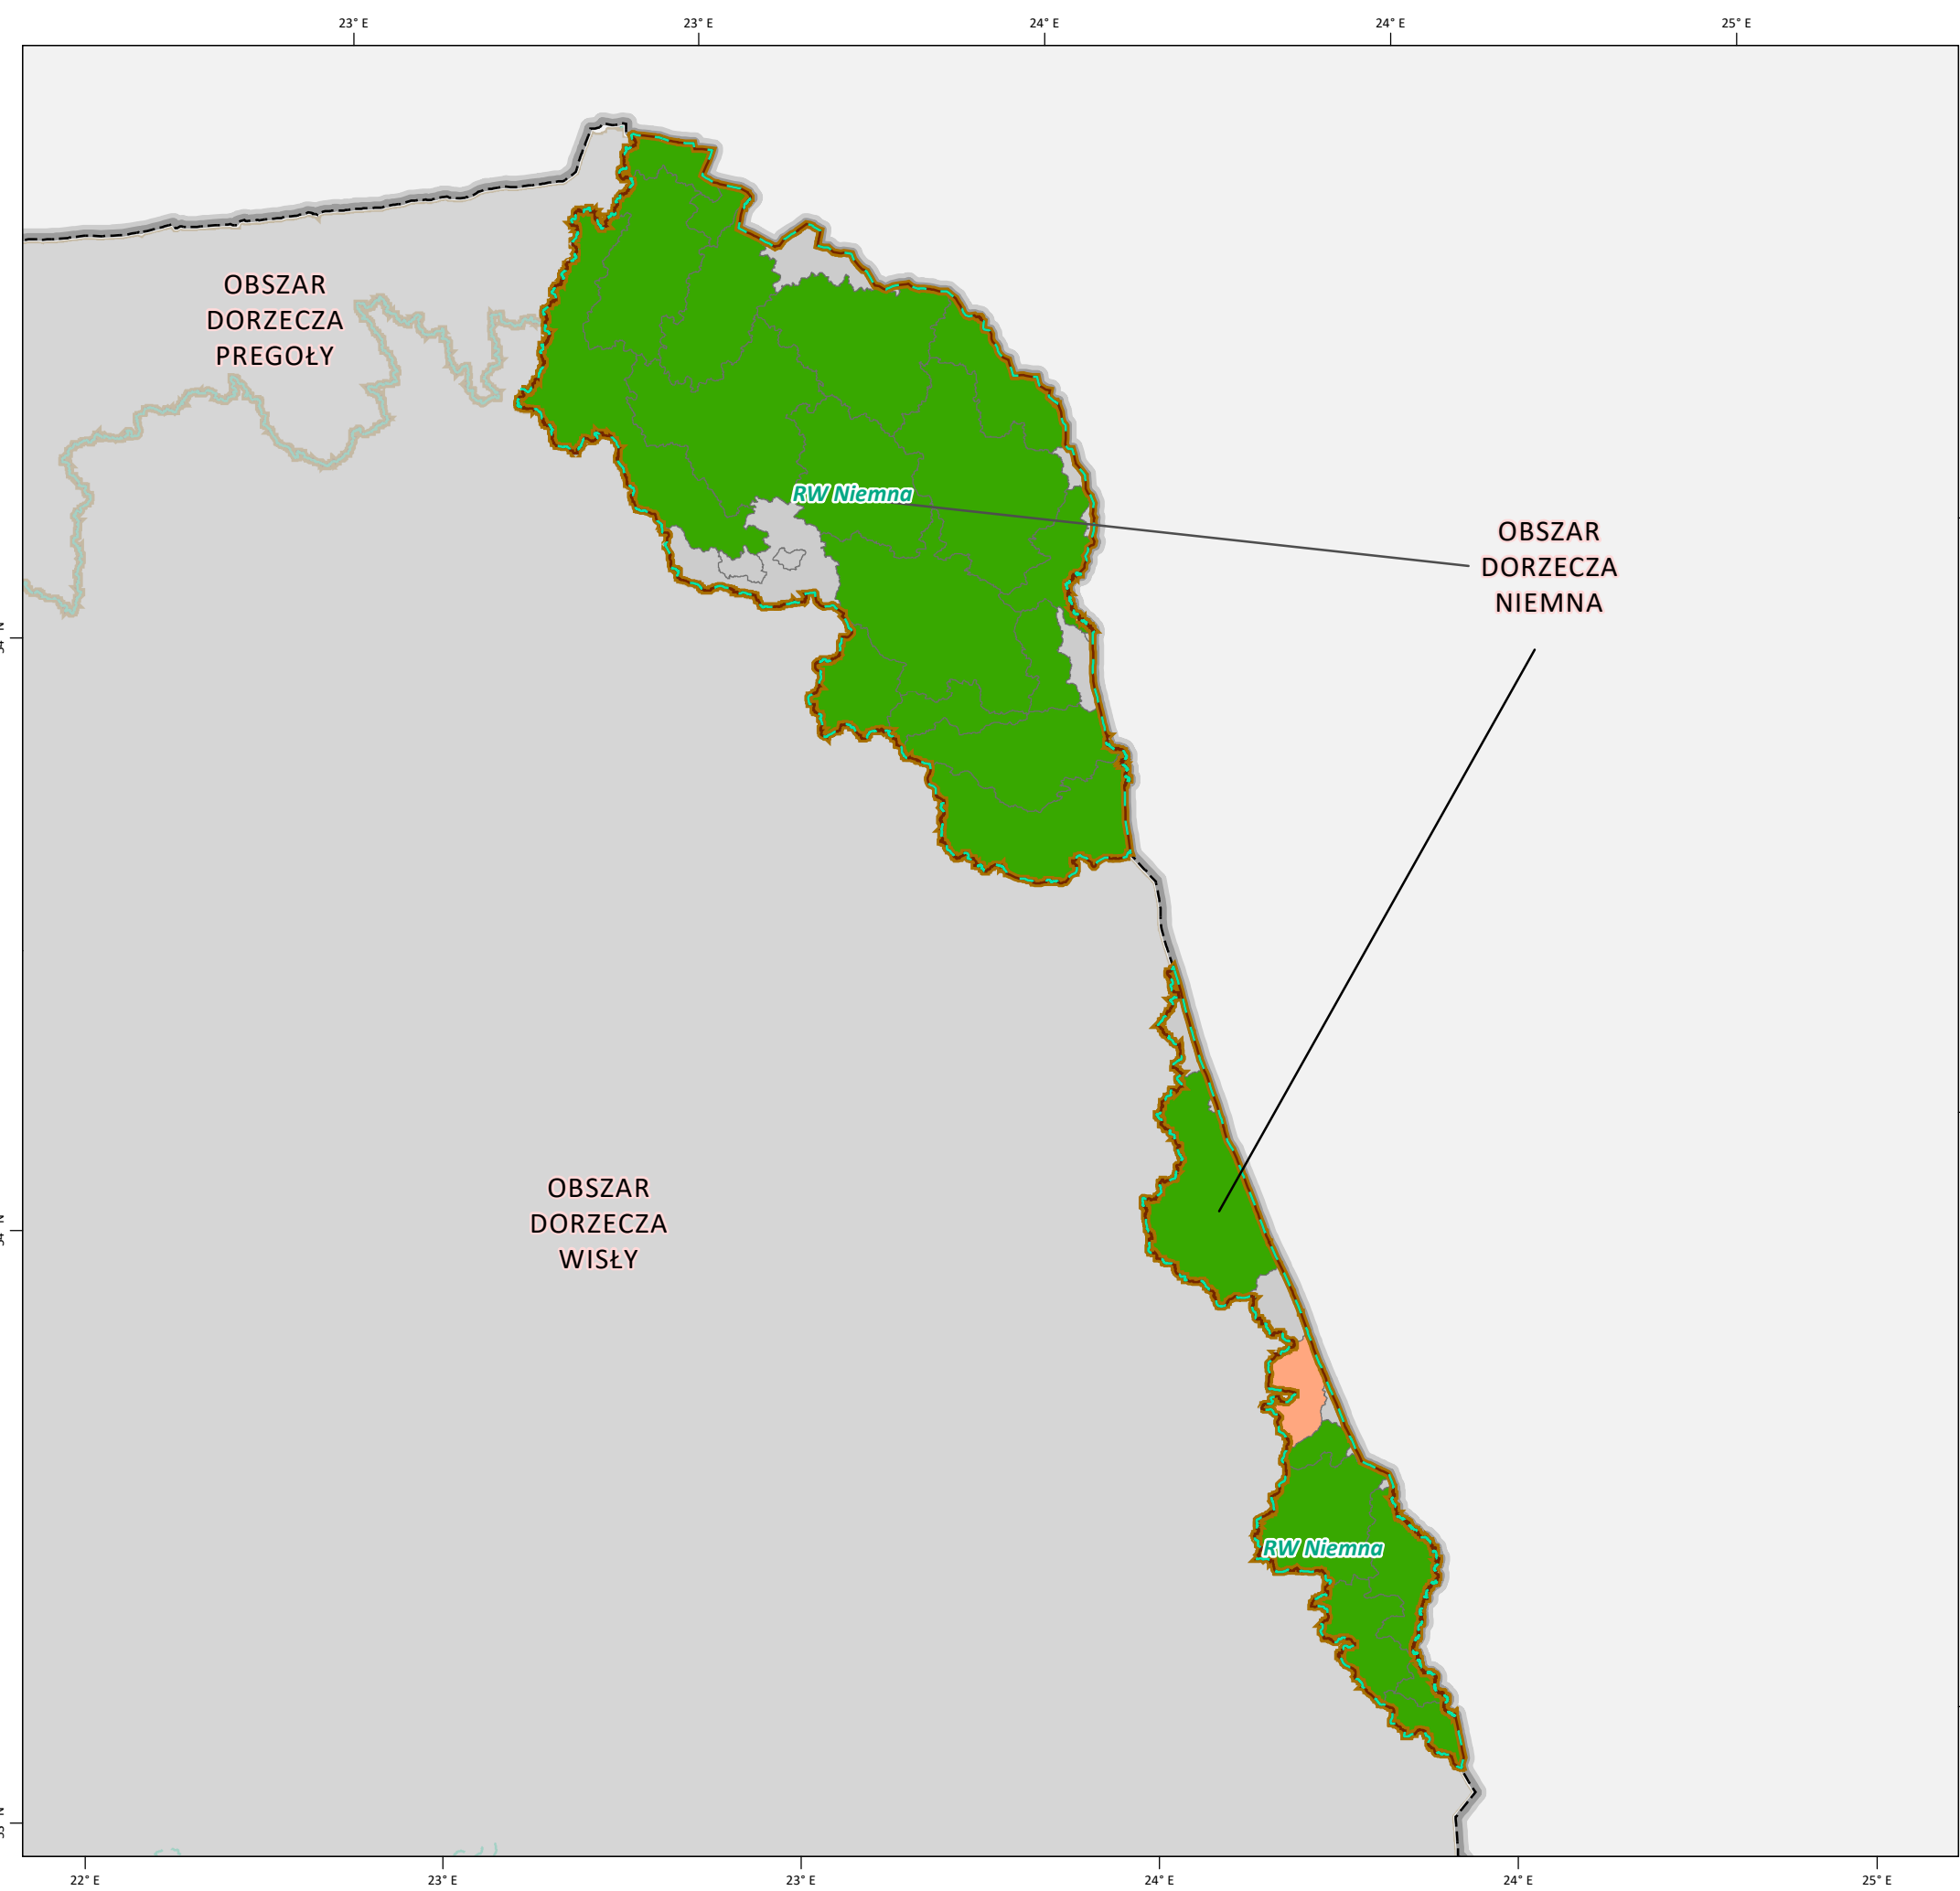 23° E
23° E
24° E
24° E
25° E
OBSZAR
DORZECZA
PREGOŁY
RW Niemna
OBSZAR
DORZECZA
NIEMNA
OBSZAR
DORZECZA
WISŁY
RW Niemna
22° E
23° E
23° E
24° E
24° E
25° E